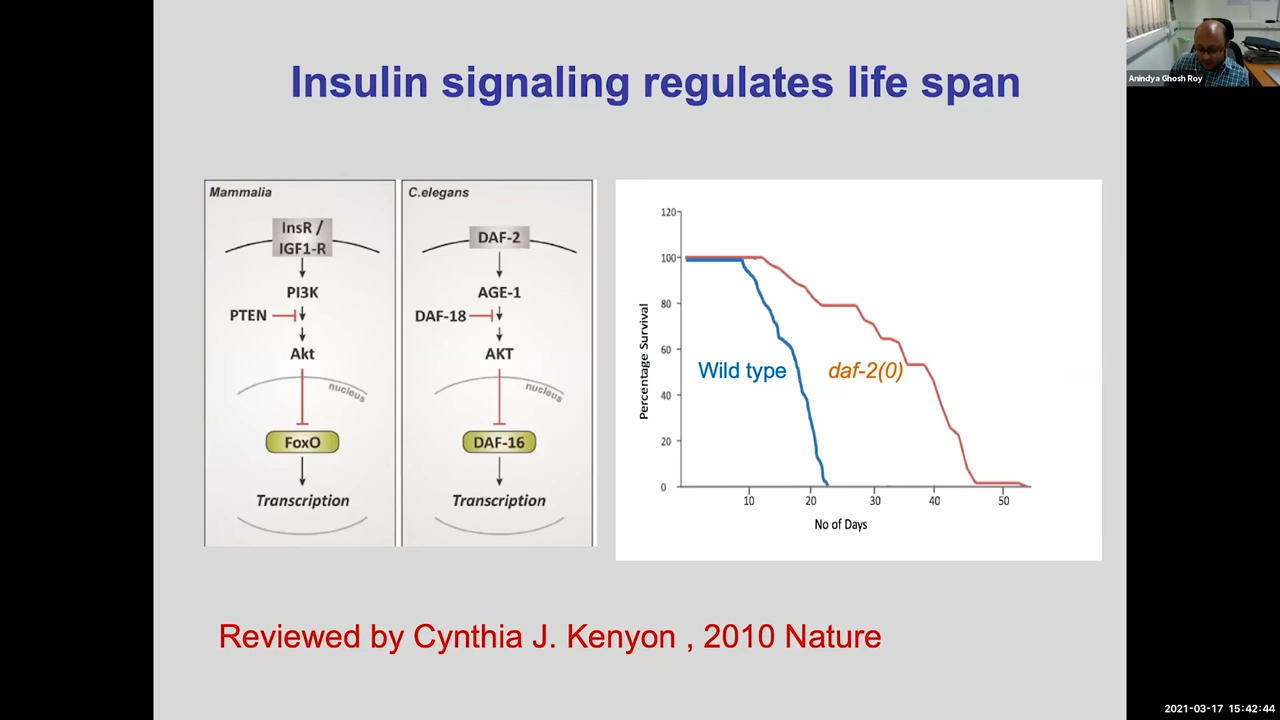 Insulin signaling regulates life span
Anindya Ghosh Roy
Mammalia
InsR /
IGF1-R
PI3K
PTEN
Akt
nucleus
FoxO
Transcription
C.elegans
DAF-2
AGE-1
DAF-18
AKT
nucleus
DAF-16
Transcription
120
100
80
60
40
20
0
Percentage Survival
Wild type
daf-2(0)
10 20 30 40 50
No of Days
Reviewed by Cynthia J. Kenyon , 2010 Nature
2021-03-17 15:42:44